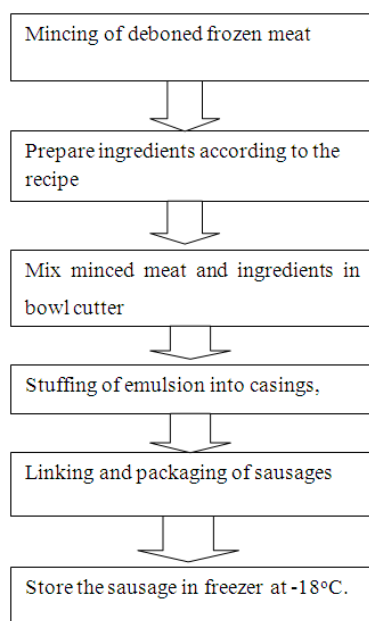 Mincing of deboned frozen meat
Prepare ingredients according to the
recipe
Mix minced meat and ingredients in
bowl cutter
Stuffing of emulsion into casings,
Linking and packaging of sausages
Store the sausage in freezer at -18°C.